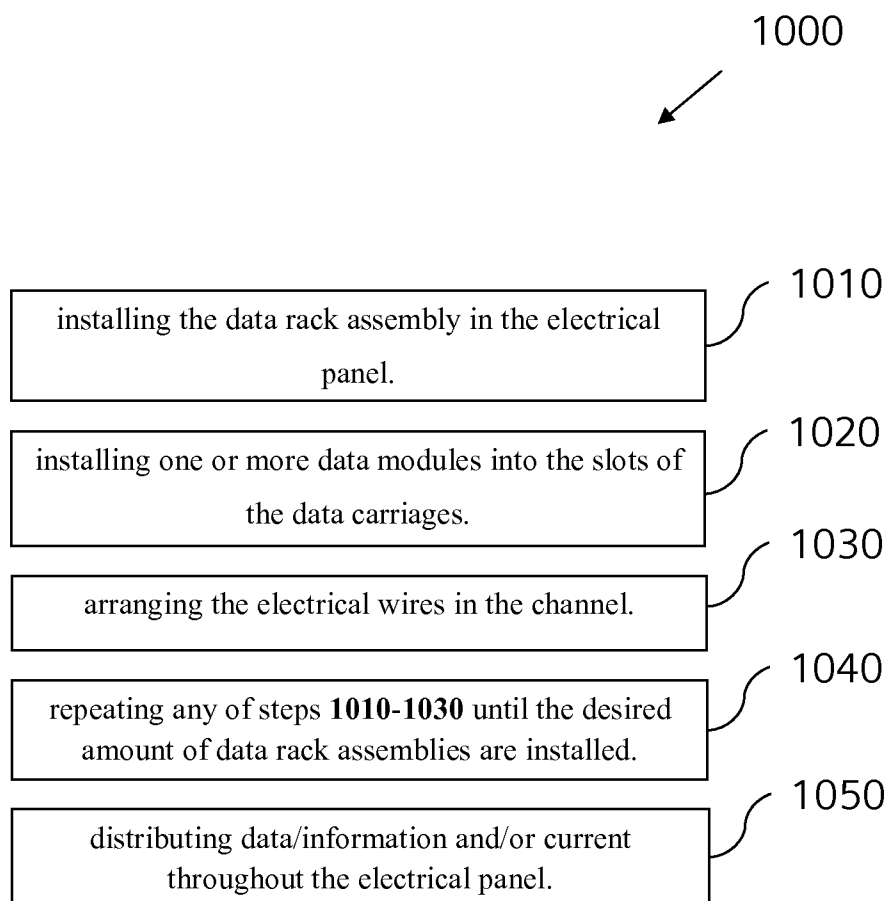 1000
1010
installing the data rack assembly in the electrical
panel.
1020
installing one or more data modules into the slots of
the data carriages.
1030
arranging the electrical wires in the channel.
1040
repeating any of steps 1010-1030 until the desired
amount of data rack assemblies are installed.
1050
distributing data/information and/or current
throughout the electrical panel.